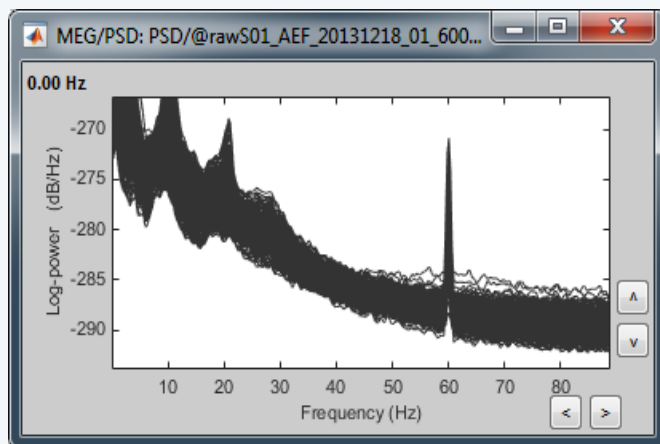 MEG/PSD: PSD/@rawS01_AEF_20131218_01_600...
0.00 Hz
Log-power (dB/Hz)
-270
-275
-280
-285
-290
10 20 30 40 50 60 70 80
Frequency (Hz)